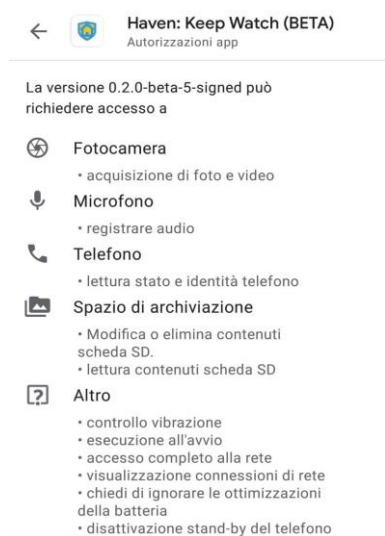 Haven: Keep Watch (BETA)
Autorizzazioni app
La versione 0.2.0-beta-5-signed può
richiedere accesso a
Fotocamera
• acquisizione di foto e video
Microfono
• registrare audio
Telefono
• lettura stato e identità telefono
Spazio di archiviazione
• Modifica o elimina contenuti
scheda SD.
• lettura contenuti scheda SD
Altro
• controllo vibrazione
• esecuzione all'avvio
• accesso completo alla rete
• visualizzazione connessioni di rete
• chiedi di ignorare le ottimizzazioni
della batteria
• disattivazione stand-by del telefono